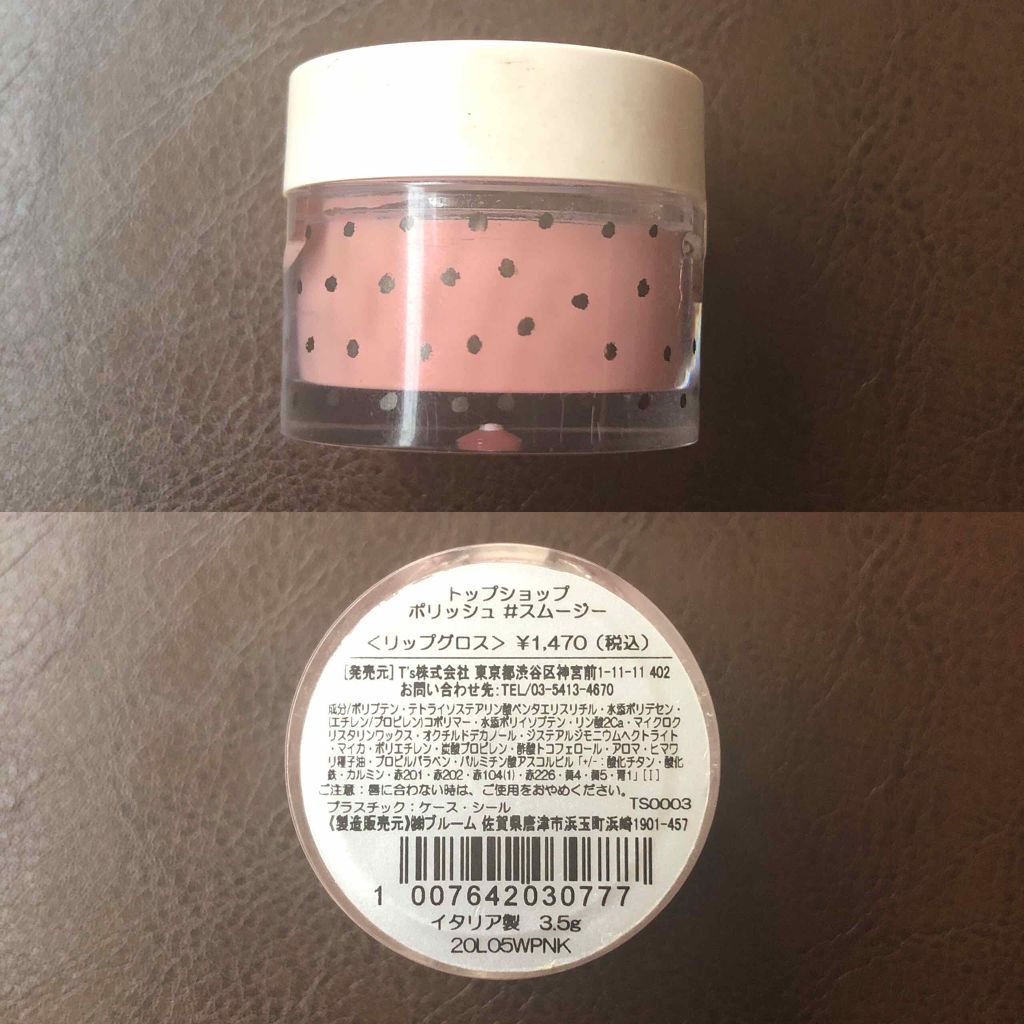 トップショップ
ポリッシュ #スムージー
＜リップグロス＞ ¥1,470（税込）
［発売元］T's株式会社 東京都渋谷区神宮前1-11-11 402
お問い合わせ先:TEL/03-5413-4670
成分/ポリブテン・テトライソステアリン酸ペンタエリスリチル・水添ポリデセン・
(エチレン/プロピレン)コポリマー・水添ポリイソブテン・リン酸2Ca・マイクロク
リスタリンワックス・オクチルドデカノール・ジステアルジモニウムヘクトライト
・マイカ・ポリエチレン・炭酸プロピレン・酢酸トコフェロール・アロマ・ヒマワ
リ種子油・プロピルパラベン・パルミチン酸アスコルビル「+/-：酸化チタン・酸化
鉄・カルミン・赤201・赤202・赤104(1)・赤226・黄4・黄5・青1」[I]
ご注意：唇に合わない時は、ご使用をおやめください。
プラスチック：ケース・シール TS0003
《製造販売元》㈱ブルーム 佐賀県唐津市浜玉町浜崎1901-457
1 007642030777
イタリア製 3.5g
20L05WPNK